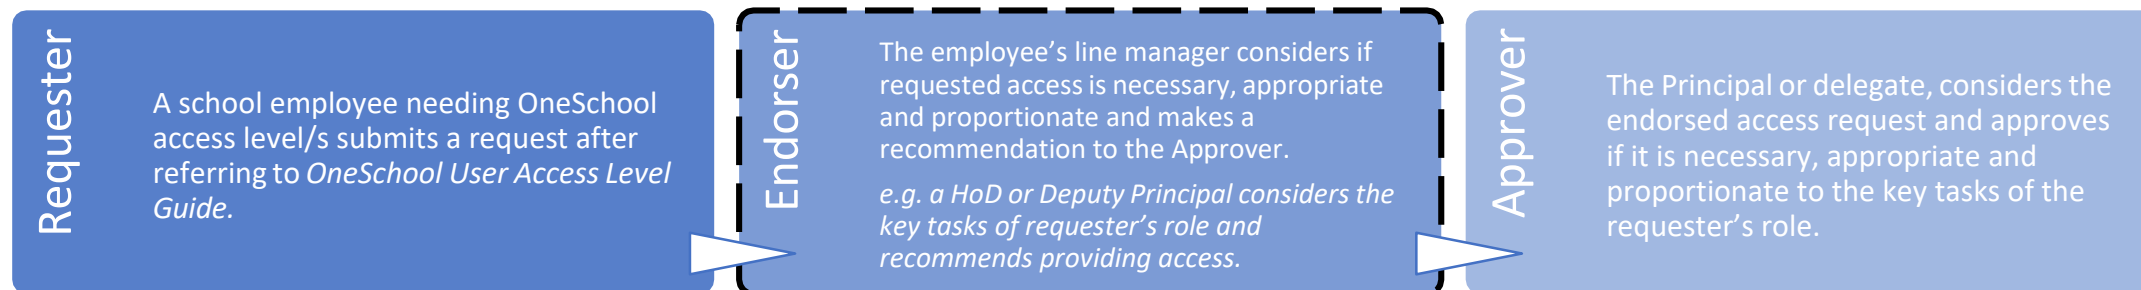 Requester
A school employee needing OneSchool
access level/s submits a request after
referring to OneSchool User Access Level
Guide.
Endorser
The employee’s line manager considers if
requested access is necessary, appropriate
and proportionate and makes a
recommendation to the Approver.
e.g. a HoD or Deputy Principal considers the
key tasks of requester’s role and
recommends providing access.
Approver
The Principal or delegate, considers the
endorsed access request and approves
if it is necessary, appropriate and
proportionate to the key tasks of the
requester’s role.